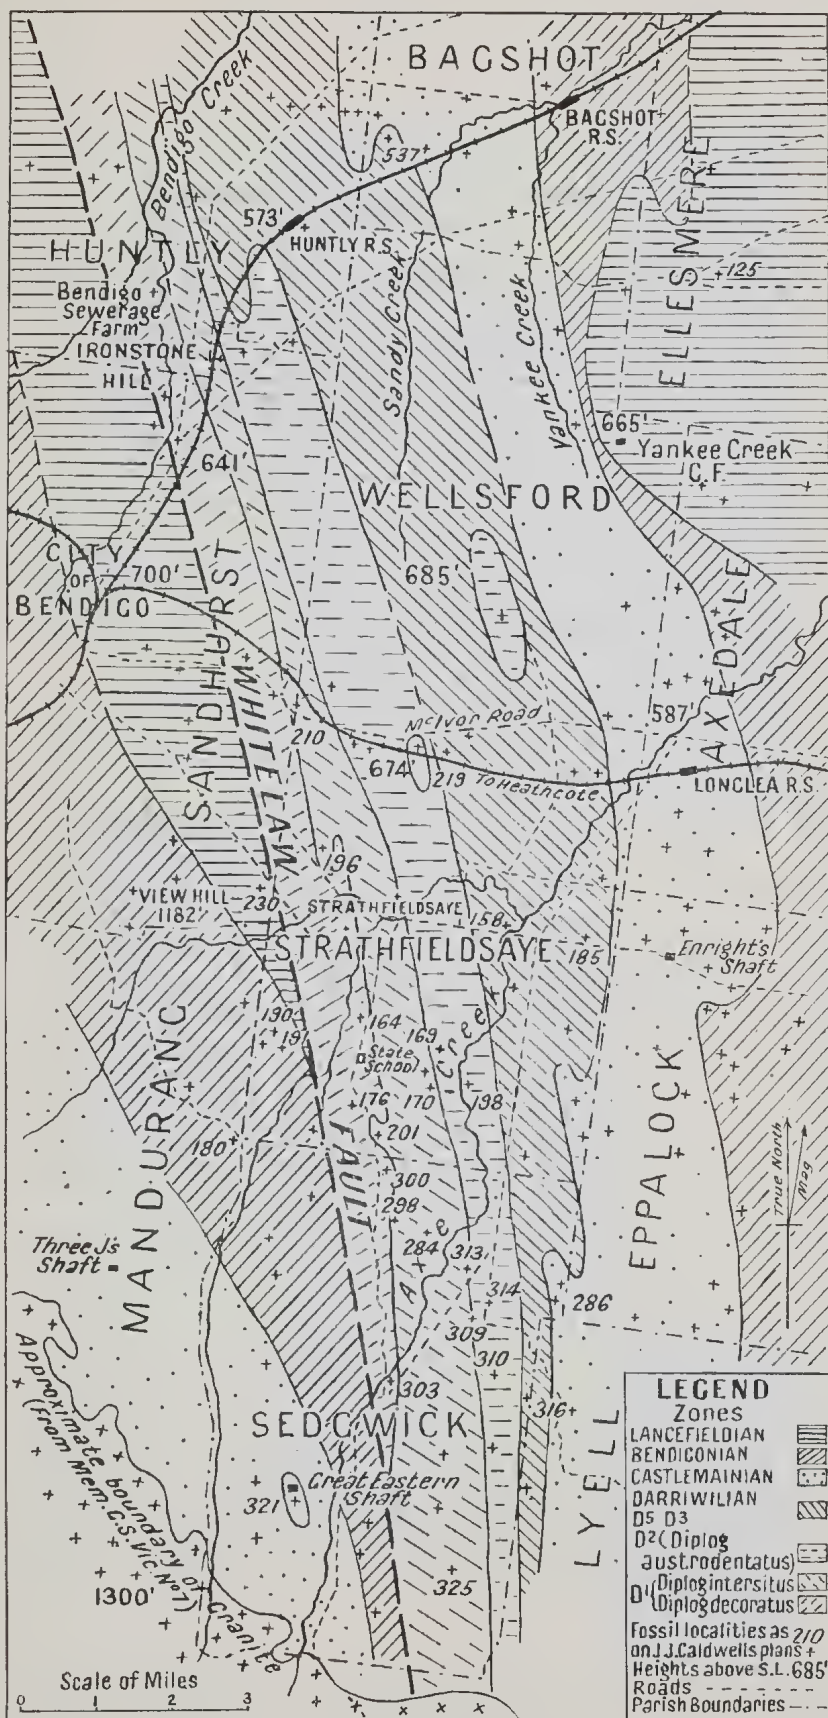 BAGSHOT
Bendigo Creek
BAGSHOT
R.S.
537
573'
HUNTLY R.S.
HUNTLY
Bendigo
Sewerage
Farm
IRONSTONE
HILL
Sandy Creek
Yankee Creek
ELLESMERE
125
665'
Yankee Creek
C.F.
641'
WELLSFORD
CITY
OF
BENDIGO
700'
685'
SANDHURST
WHITELAW
AXEDALE
587'
McIvor Road
210
674'
219
To Heathcote
LONGLEA R.S.
196
VIEW HILL
1182'
230
STRATHFIELDSAYE
158
STRATHFIELDSAYE
185
Enright's
Shaft
190
191
164
169
State
School
Creek
MANDURANG
176
170
198
EPPALOCK
201
180
FAULT
300
298
True North
Mag
Three J's
Shaft
284
313
Axe
314
286
309
310
303
316
SEDGWICK
LYELL
Approximate boundary of Granite
(From Mem. G.S. Vic. No 1.)
Great Eastern
Shaft
321
1300'
325
Scale of Miles
0 1 2 3
LEGEND
Zones
LANCEFIELDIAN
BENDIGONIAN
CASTLEMAINIAN
DARRIWILIAN
D5 D3
D2 (Diplog
austrodentatus)
D1 (Diplog intersitus
(Diplog decoratus
Fossil localities as 210
on J.J. Caldwells plans +
Heights above S.L. 685'
Roads
Parish Boundaries